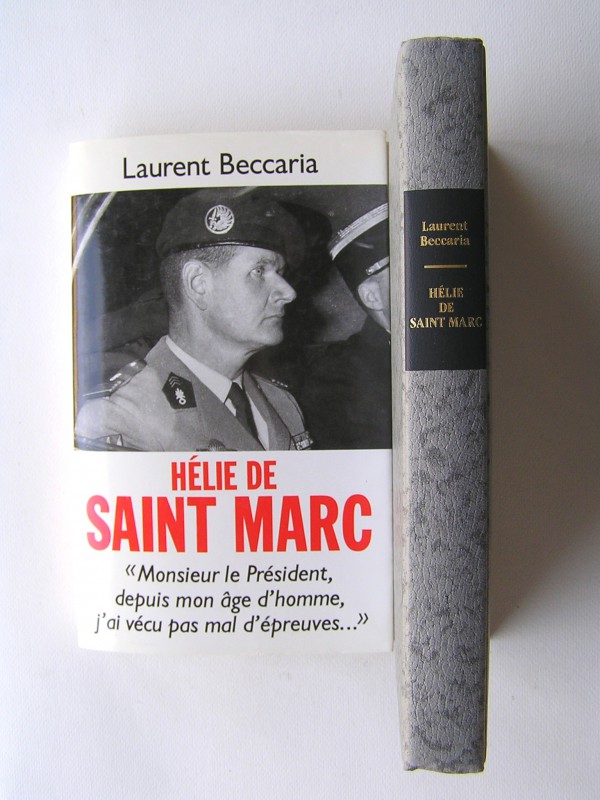 Laurent Beccaria
HÉLIE DE
SAINT MARC
«Monsieur le Président,
depuis mon âge d'homme,
j'ai vécu pas mal d'épreuves...»
Laurent
Beccaria
HÉLIE
DE
SAINT MARC